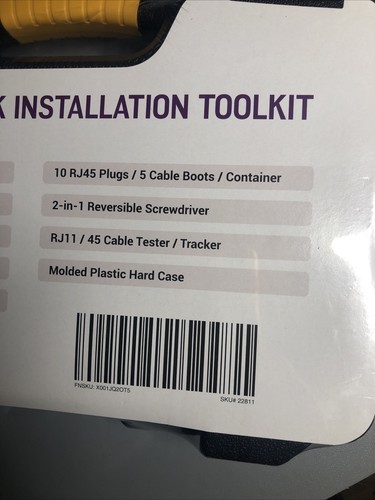 K INSTALLATION TOOLKIT
10 RJ45 Plugs / 5 Cable Boots / Container
2-in-1 Reversible Screwdriver
RJ11 / 45 Cable Tester / Tracker
Molded Plastic Hard Case
FNSKU: X001JQ2OT5
SKU# 22811